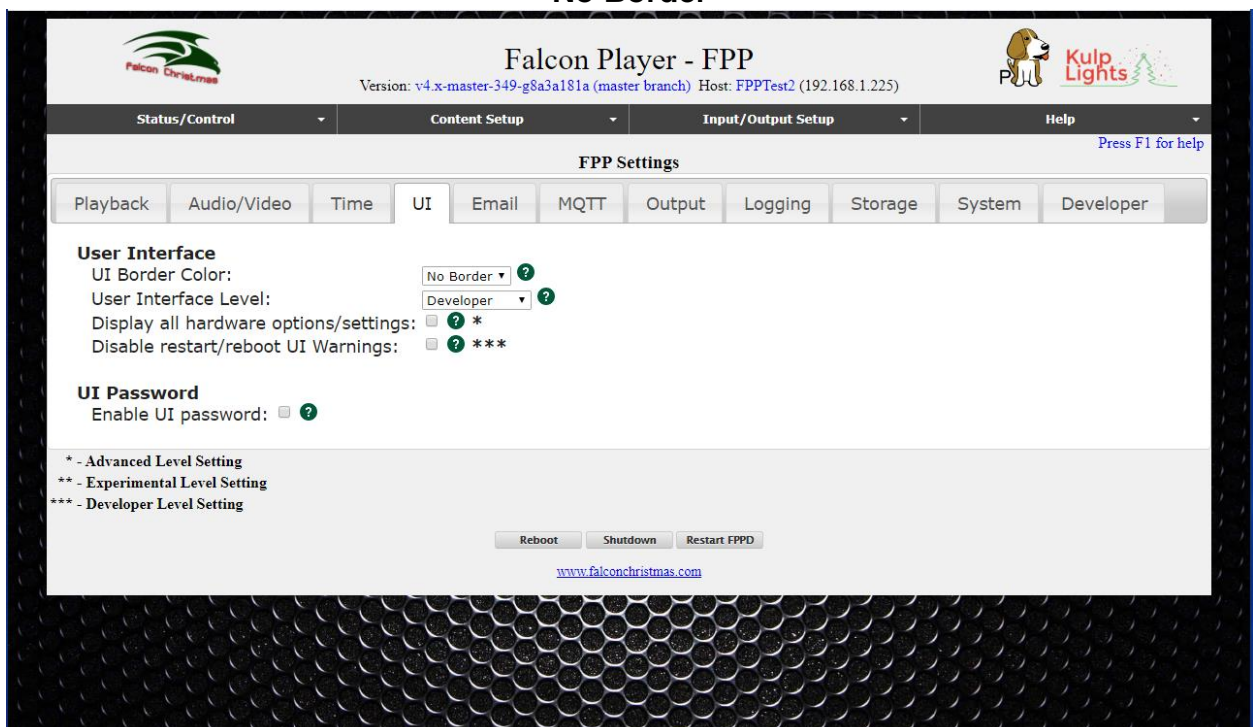 No Border
Falcon Christmas
Falcon Player - FPP
Version: v4.x-master-349-g8a3a181a (master branch) Host: FPPTest2 (192.168.1.225)
Pi
Kulp
Lights
Status/Control Content Setup Input/Output Setup Help
Press F1 for help
FPP Settings
Playback Audio/Video Time UI Email MQTT Output Logging Storage System Developer
User Interface
UI Border Color: No Border ?
User Interface Level: Developer ?
Display all hardware options/settings: ? *
Disable restart/reboot UI Warnings: ? ***
UI Password
Enable UI password: ?
* - Advanced Level Setting
** - Experimental Level Setting
*** - Developer Level Setting
Reboot Shutdown Restart FPPD
www.falconchristmas.com